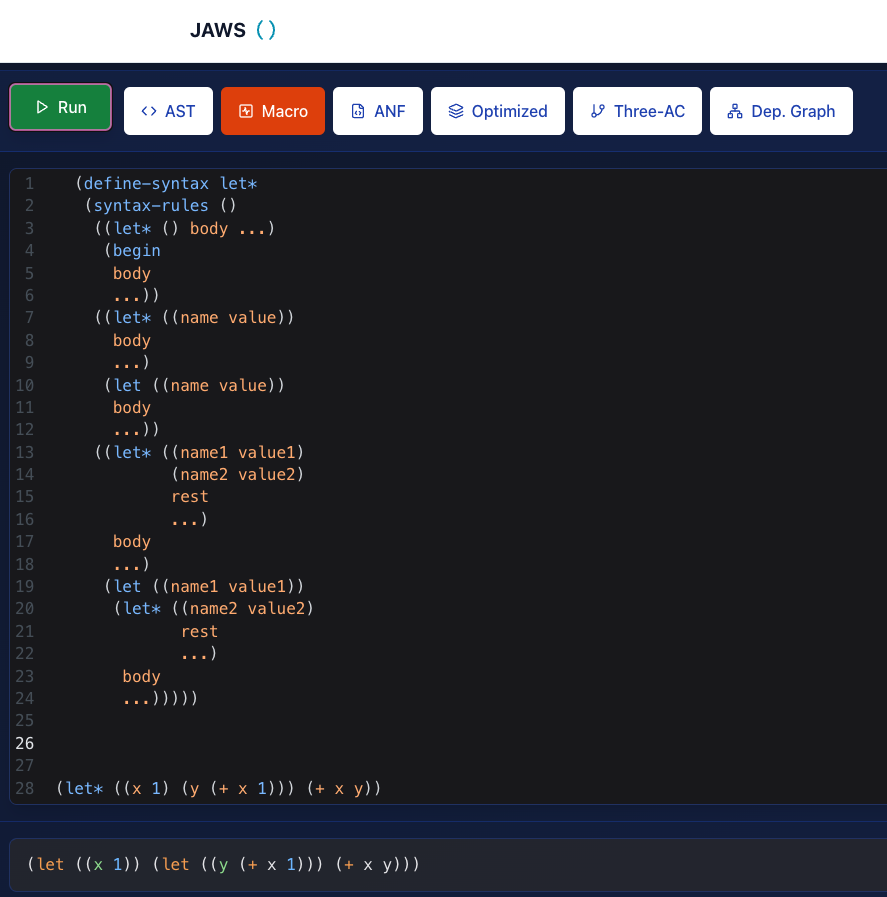 JAWS ()
Run AST Macro ANF Optimized Three-AC Dep. Graph
1 (define-syntax let*
2 (syntax-rules ()
3 ((let* () body ...)
4 (begin
5 body
6 ...))
7 ((let* ((name value))
8 body
9 ...)
10 (let ((name value))
11 body
12 ...))
13 ((let* ((name1 value1)
14 (name2 value2)
15 rest
16 ...)
17 body
18 ...)
19 (let ((name1 value1))
20 (let* ((name2 value2)
21 rest
22 ...)
23 body
24 ...)))))
25
26
27
28 (let* ((x 1) (y (+ x 1))) (+ x y))
(let ((x 1)) (let ((y (+ x 1))) (+ x y)))